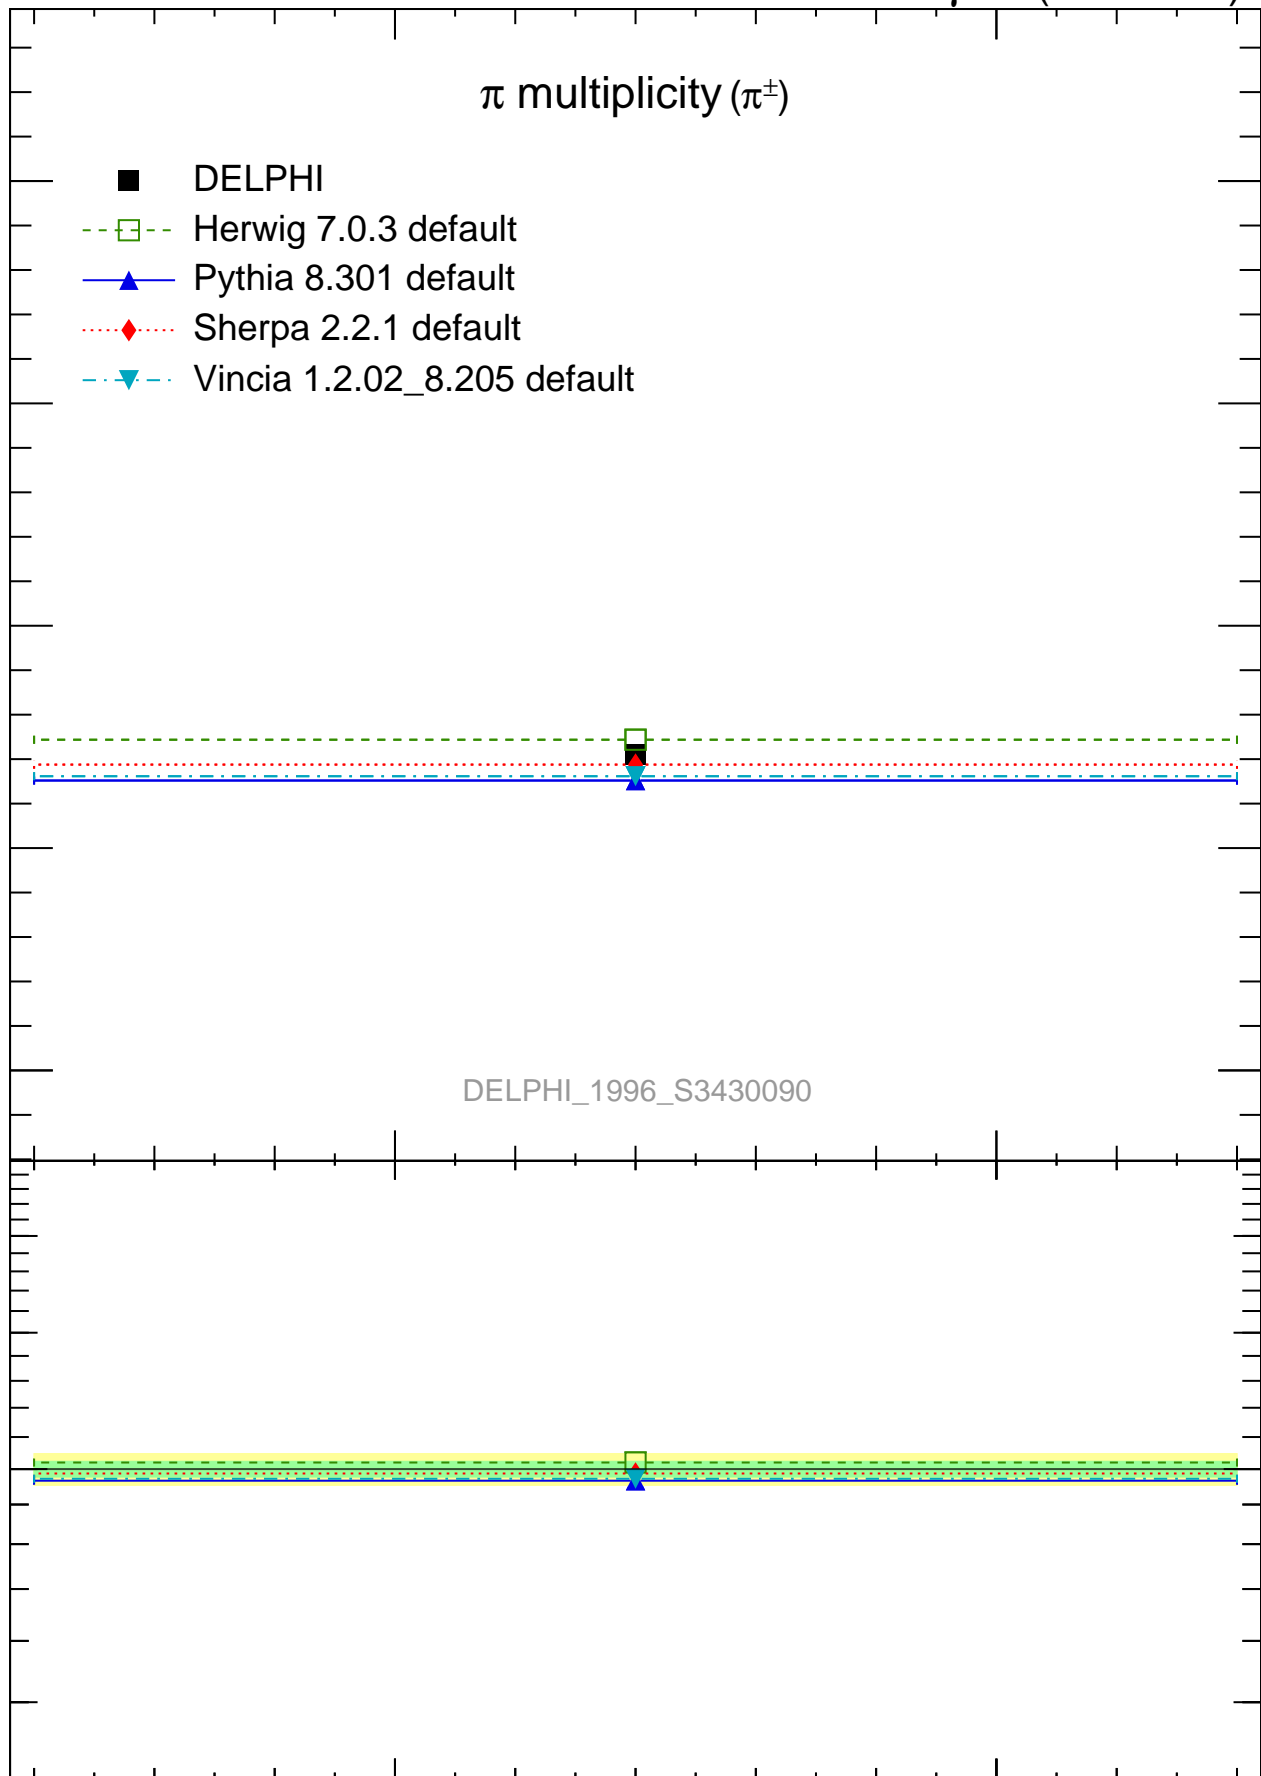 π multiplicity (π±)
DELPHI
Herwig 7.0.3 default
Pythia 8.301 default
Sherpa 2.2.1 default
Vincia 1.2.02_8.205 default
DELPHI_1996_S3430090